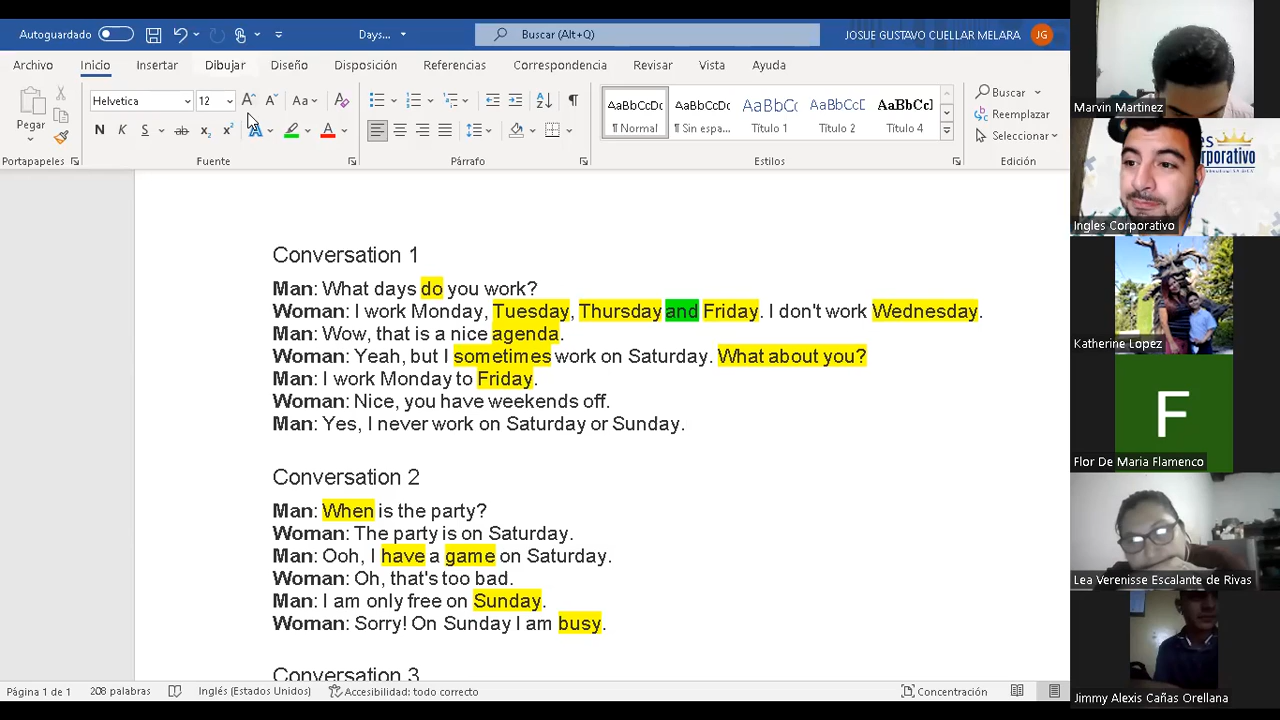 Autoguardado
Days...
Buscar (Alt+Q)
JOSUE GUSTAVO CUELLAR MELARA
JG
Archivo
Inicio
Insertar
Dibujar
Diseño
Disposición
Referencias
Correspondencia
Revisar
Vista
Ayuda
Pegar
Portapapeles
Helvetica
12
Fuente
Párrafo
AaBbCcDc
¶ Normal
AaBbCcDc
¶ Sin espa...
AaBbCcD
Título 1
AaBbCcD
Título 2
AaBbCc
Título 4
Estilos
Buscar
Reemplazar
Seleccionar
Edición
Conversation 1
Man: What days do you work?
Woman: I work Monday, Tuesday, Thursday and Friday. I don't work Wednesday.
Man: Wow, that is a nice agenda.
Woman: Yeah, but I sometimes work on Saturday. What about you?
Man: I work Monday to Friday.
Woman: Nice, you have weekends off.
Man: Yes, I never work on Saturday or Sunday.
Conversation 2
Man: When is the party?
Woman: The party is on Saturday.
Man: Ooh, I have a game on Saturday.
Woman: Oh, that's too bad.
Man: I am only free on Sunday.
Woman: Sorry! On Sunday I am busy.
Conversation 3
Página 1 de 1
208 palabras
Inglés (Estados Unidos)
Accesibilidad: todo correcto
Concentración
Marvin Martinez
Ingles Corporativo
Katherine Lopez
F
Flor De Maria Flamenco
Lea Verenisse Escalante de Rivas
Jimmy Alexis Cañas Orellana